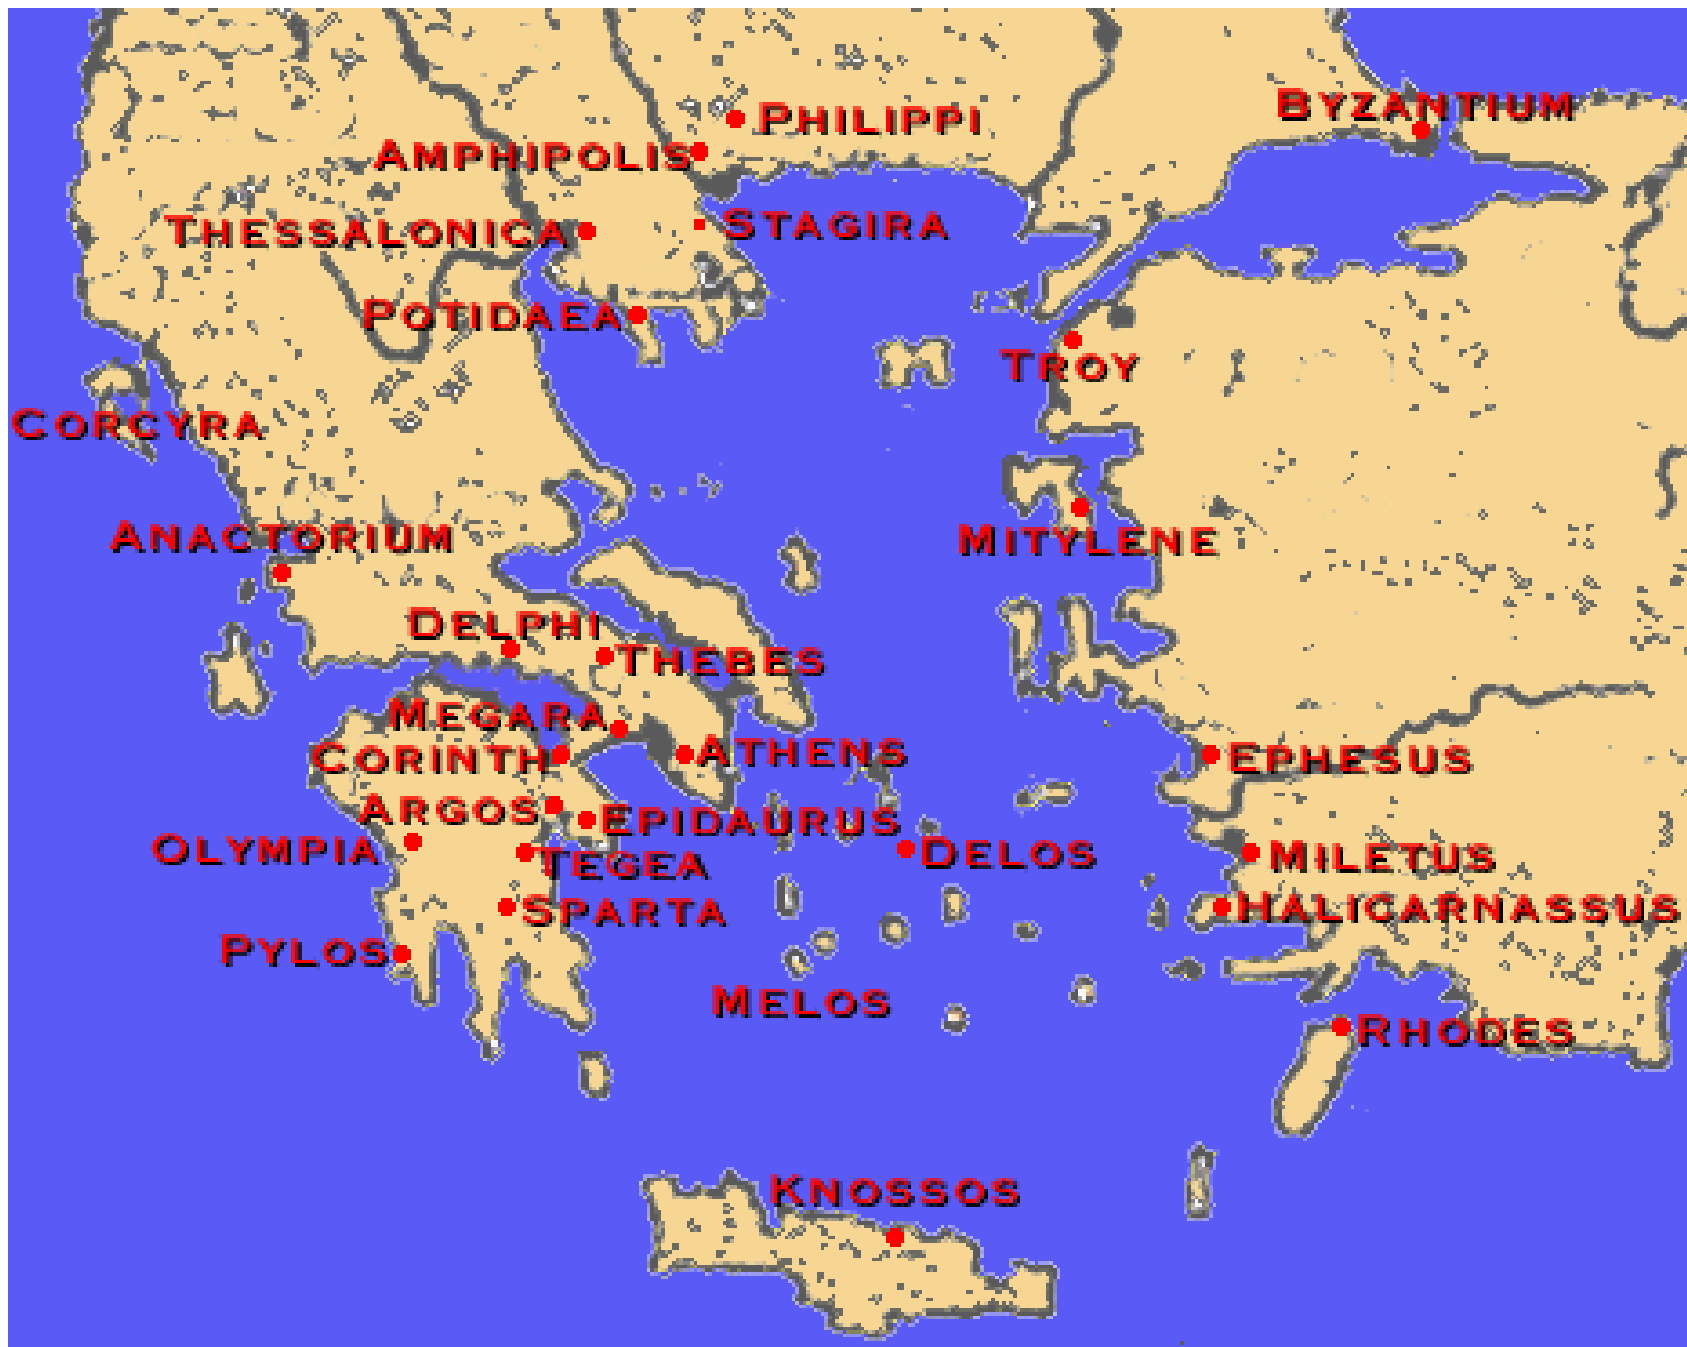 BYZANTIUM
PHILIPPI
AMPHIPOLIS
THESSALONICA
STAGIRA
POTIDAEA
TROY
CORCYRA
ANACTORIUM
MITYLENE
DELPHI
THEBES
MEGARA
CORINTH
ATHENS
EPHESUS
ARGOS
EPIDAURUS
OLYMPIA
TEGEA
DELOS
MILETUS
SPARTA
HALICARNASSUS
PYLOS
MELOS
RHODES
KNOSSOS